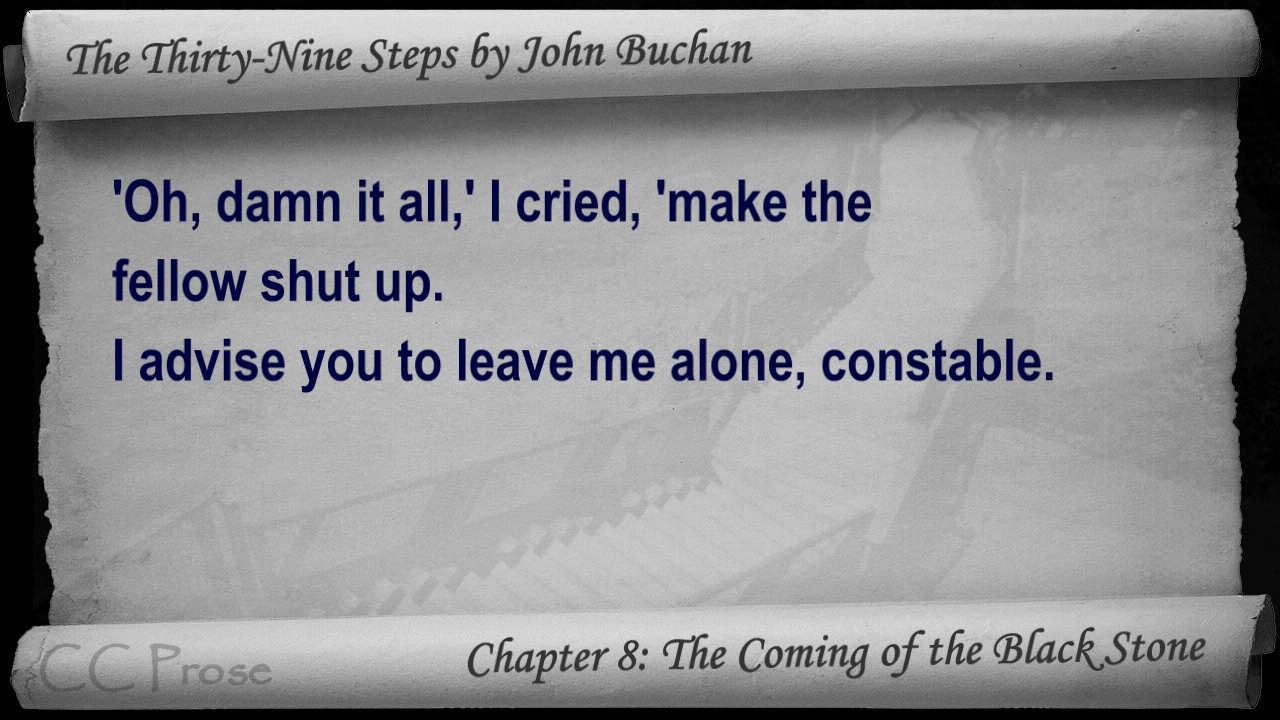 The Thirty-Nine Steps by John Buchan
'Oh, damn it all,' I cried, 'make the
fellow shut up.
I advise you to leave me alone, constable.
CC Prose
Chapter 8: The Coming of the Black Stone